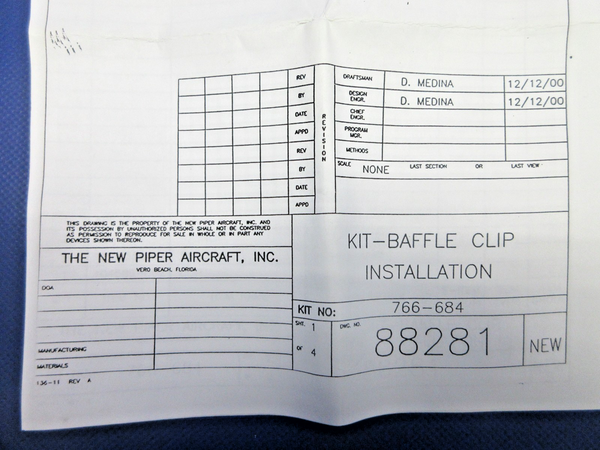 REV
BY
DATE
APPD
REV
BY
DATE
APPD
REVISION
DRAFTSMAN D. MEDINA 12/12/00
DESIGN ENGR. D. MEDINA 12/12/00
CHIEF ENGR.
PROGRAM MGR.
METHODS
SCALE NONE LAST SECTION OR LAST VIEW
THIS DRAWING IS THE PROPERTY OF THE NEW PIPER AIRCRAFT, INC. AND
ITS POSSESSION BY UNAUTHORIZED PERSONS SHALL NOT BE CONSTRUED
AS PERMISSION TO REPRODUCE FOR SALE IN WHOLE OR IN PART ANY
DEVICES SHOWN THEREON.
THE NEW PIPER AIRCRAFT, INC.
VERO BEACH, FLORIDA
DOA
MANUFACTURING
MATERIALS
136-11 REV A
KIT-BAFFLE CLIP
INSTALLATION
KIT NO: 766-684
SHT. 1
OF 4
DWG. NO. 88281
NEW